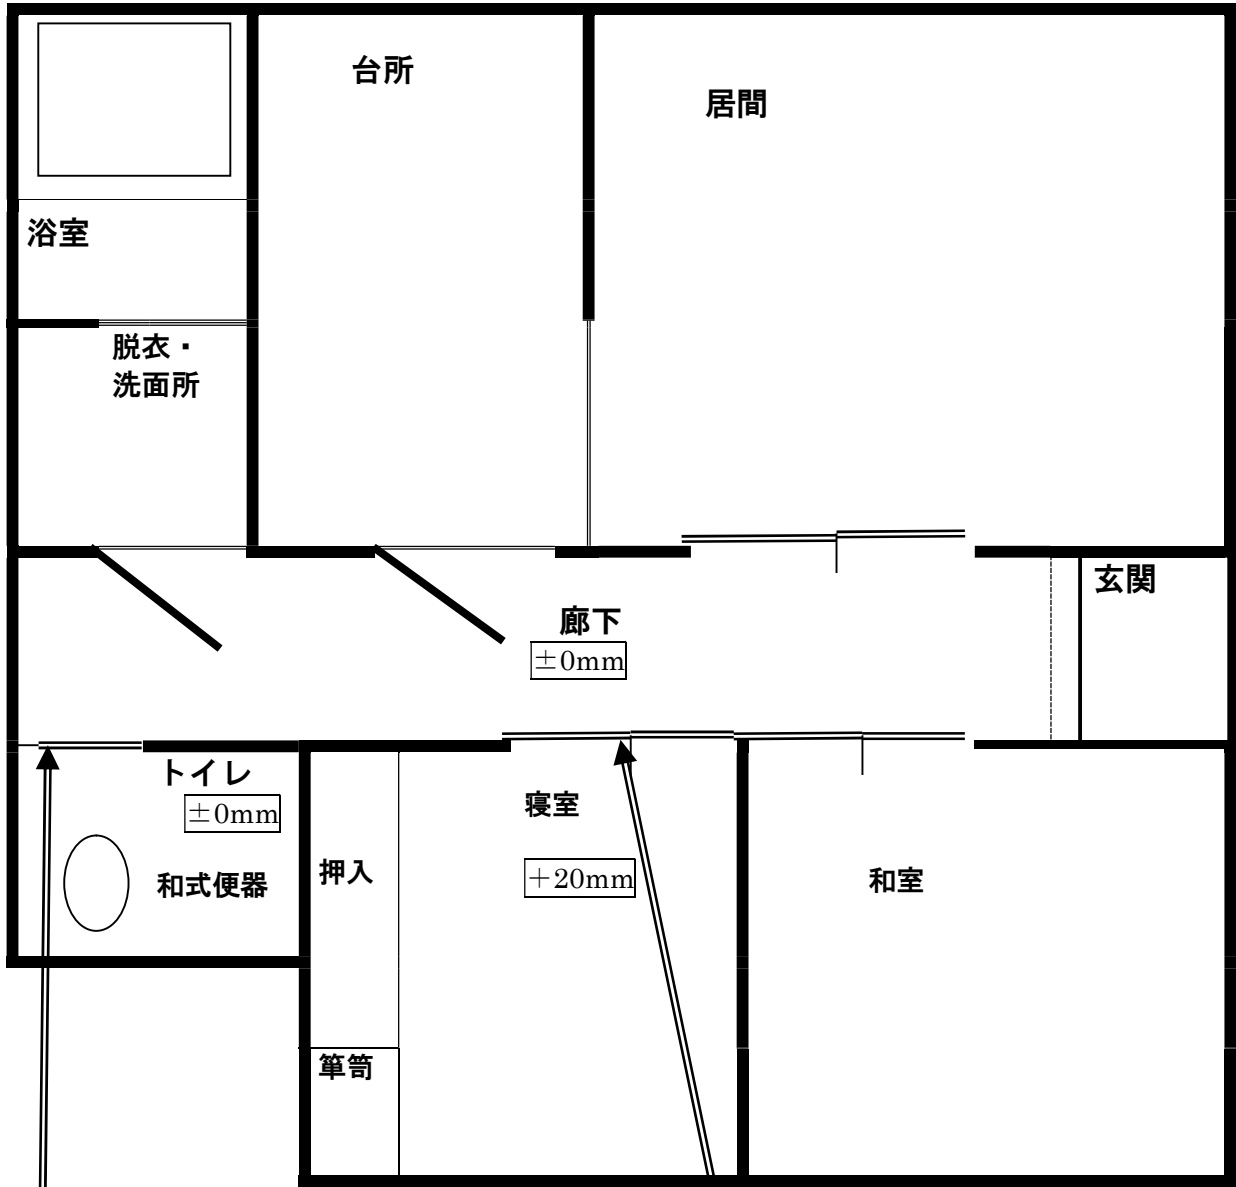 台所
居間
浴室
脱衣・
洗面所
玄関
廊下
±0mm
トイレ
±0mm
寝室
押入
和式便器
+20mm
和室
箪笥